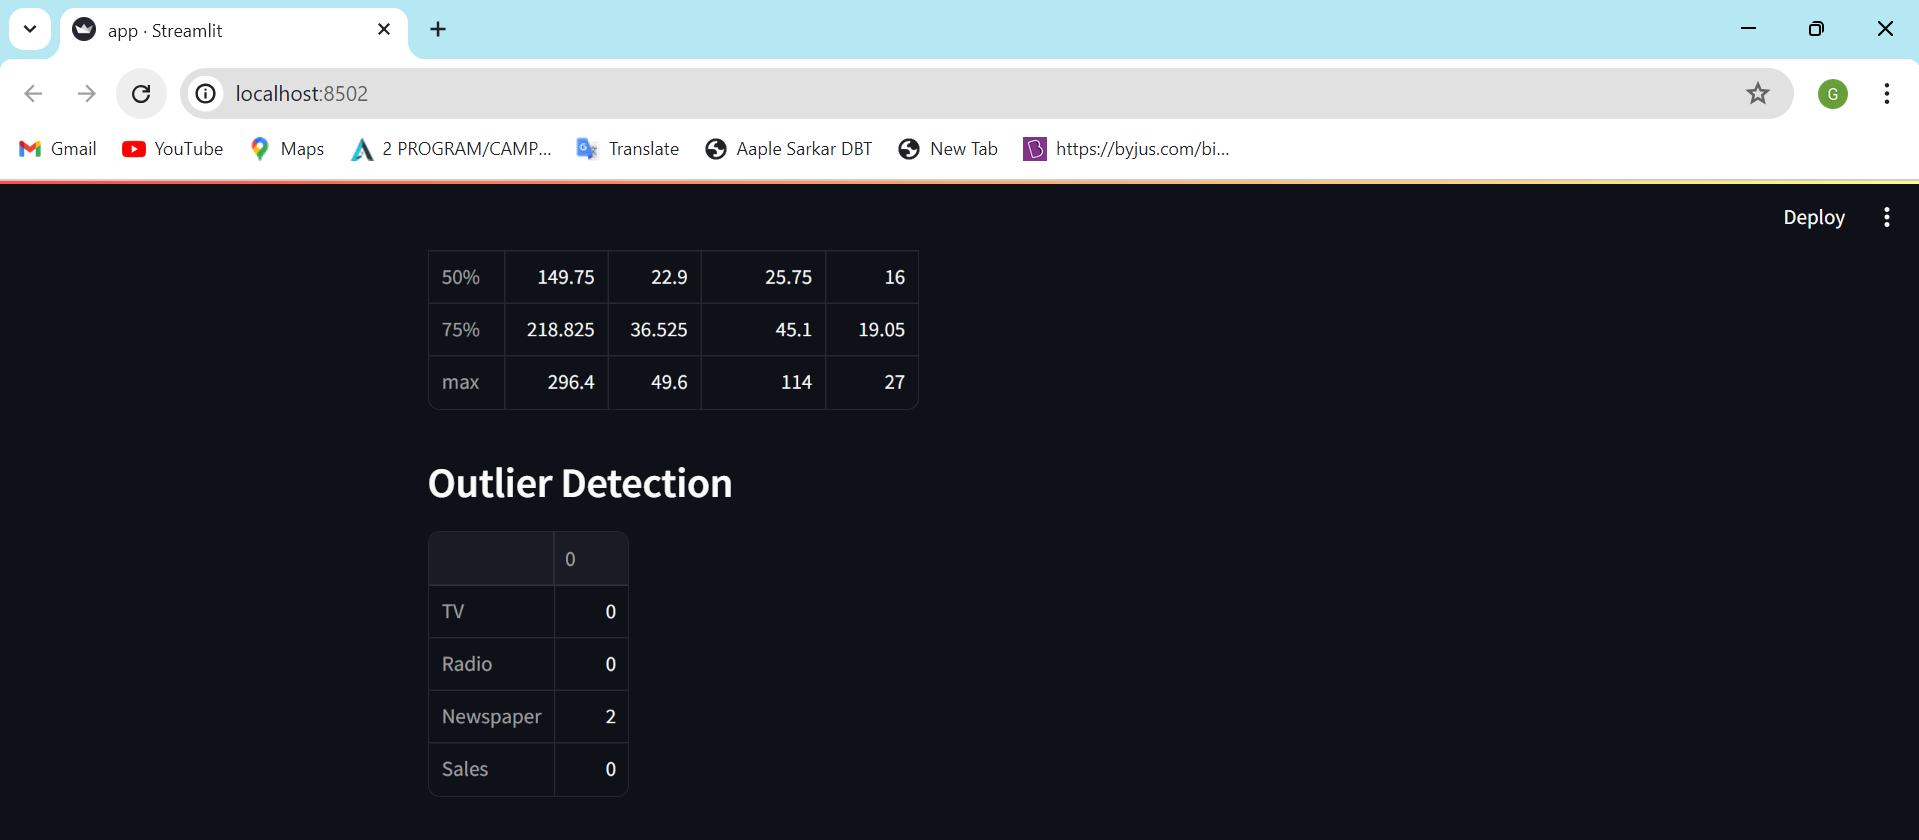 app · Streamlit
localhost:8502
G
Gmail
YouTube
Maps
2 PROGRAM/CAMP...
Translate
Aaple Sarkar DBT
New Tab
https://byjus.com/bi...
Deploy
50% 149.75 22.9 25.75 16
75% 218.825 36.525 45.1 19.05
max 296.4 49.6 114 27
Outlier Detection
0
TV 0
Radio 0
Newspaper 2
Sales 0